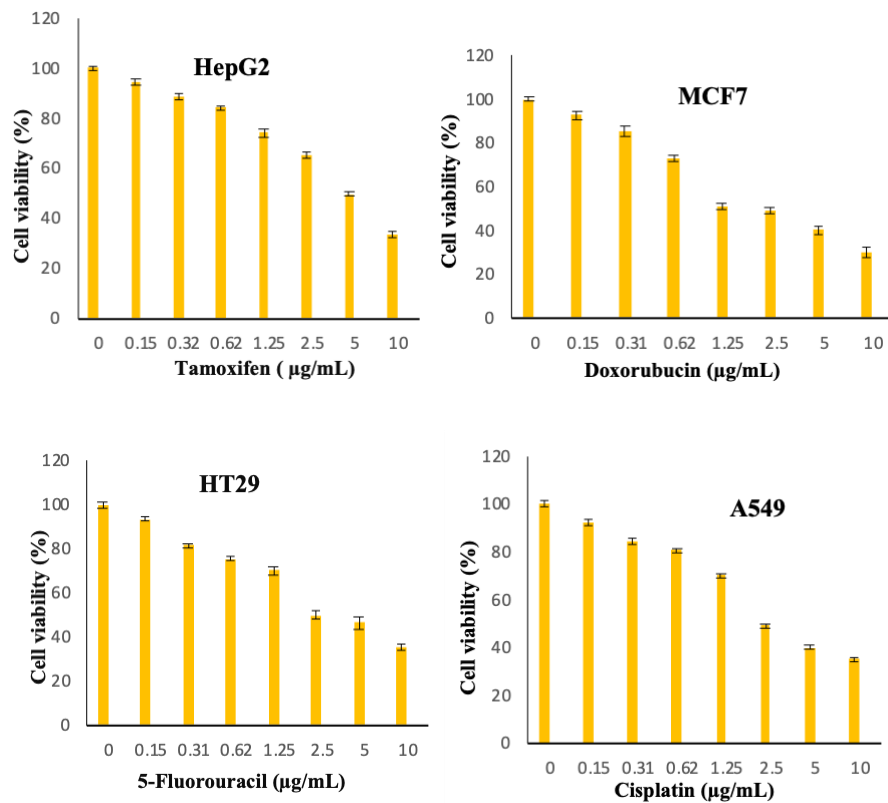 HepG2
Cell viability (%)
120
100
80
60
40
20
0
0 0.15 0.32 0.62 1.25 2.5 5 10
Tamoxifen ( µg/mL)
MCF7
Cell viability (%)
120
100
80
60
40
20
0
0 0.15 0.31 0.62 1.25 2.5 5 10
Doxorubucin (µg/mL)
HT29
Cell viability (%)
120
100
80
60
40
20
0
0 0.15 0.31 0.62 1.25 2.5 5 10
5-Fluorouracil (µg/mL)
A549
Cell viability (%)
120
100
80
60
40
20
0
0 0.15 0.31 0.62 1.25 2.5 5 10
Cisplatin (µg/mL)